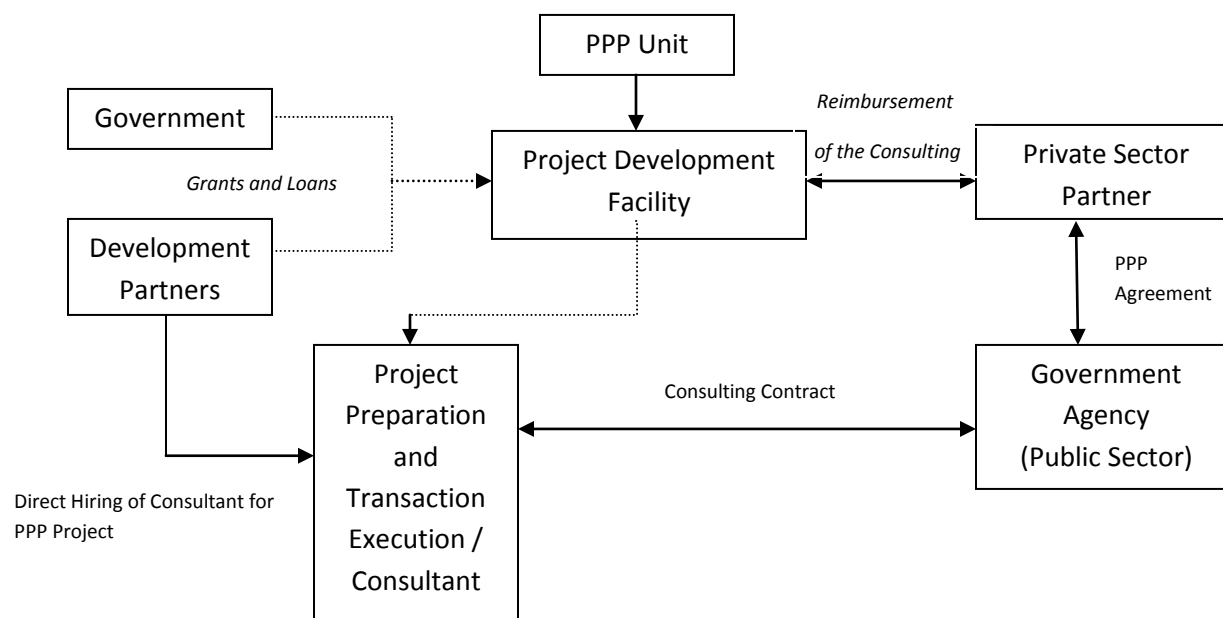 PPP Unit
Government
Grants and Loans
Development
Partners
Project Development
Facility
Reimbursement
of the Consulting
Private Sector
Partner
PPP
Agreement
Project
Preparation
and
Transaction
Execution /
Consultant
Consulting Contract
Government
Agency
(Public Sector)
Direct Hiring of Consultant for
PPP Project